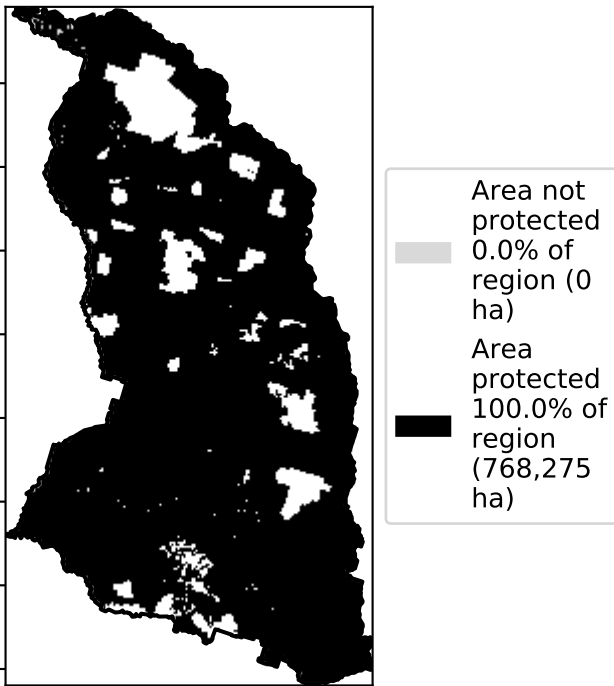 Area not
protected
0.0% of
region (0
ha)
Area
protected
100.0% of
region
(768,275
ha)